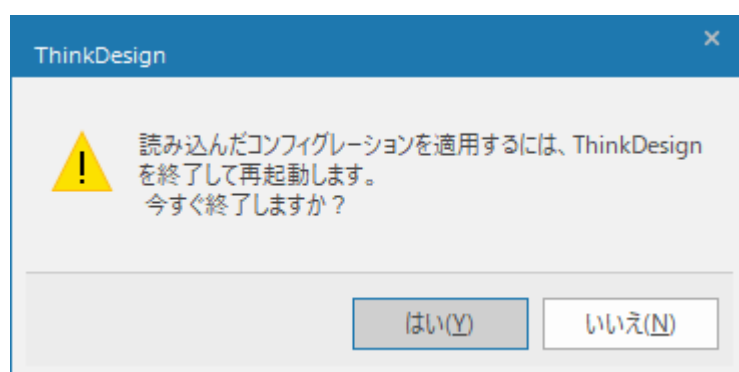 ThinkDesign
読み込んだコンフィグレーションを適用するには、ThinkDesign
を終了して再起動します。
今すぐ終了しますか？
はい(Y)
いいえ(N)